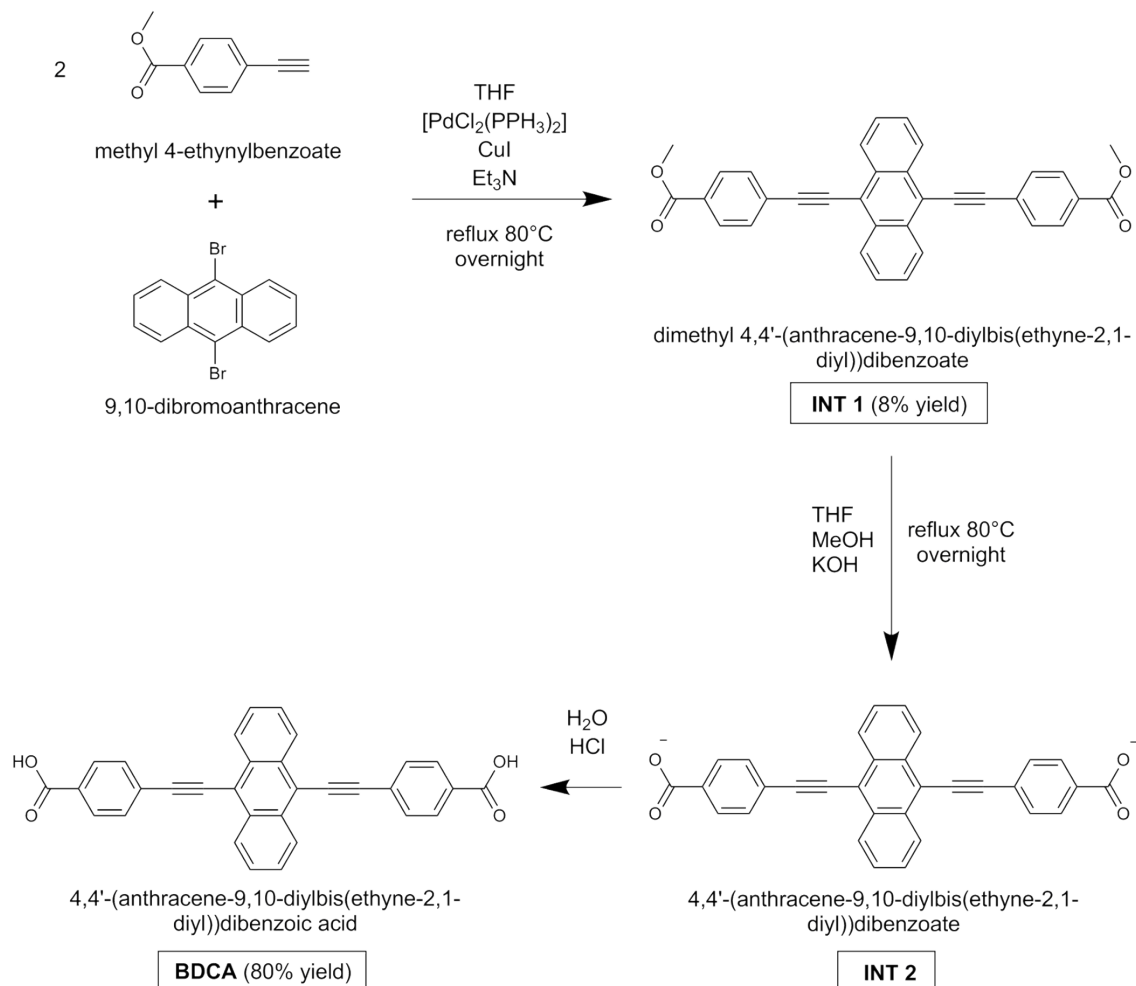 2
O
O
methyl 4-ethynylbenzoate
+
Br
Br
9,10-dibromoanthracene
THF
[PdCl₂(PPH₃)₂]
CuI
Et₃N
reflux 80°C
overnight
O
O
O
O
dimethyl 4,4'-(anthracene-9,10-diylbis(ethyne-2,1-
diyl))dibenzoate
INT 1 (8% yield)
THF
MeOH
KOH
reflux 80°C
overnight
O⁻
O
O⁻
O
4,4'-(anthracene-9,10-diylbis(ethyne-2,1-
diyl))dibenzoate
INT 2
H₂O
HCl
HO
O
OH
O
4,4'-(anthracene-9,10-diylbis(ethyne-2,1-
diyl))dibenzoic acid
BDCA (80% yield)